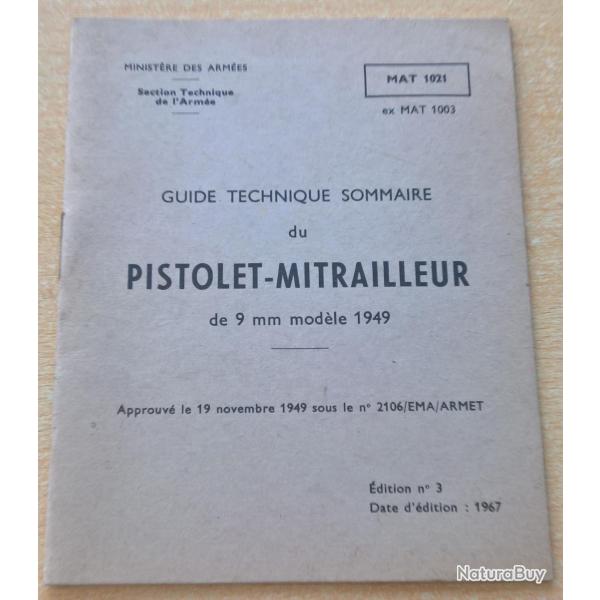 MINISTÈRE DES ARMÉES
Section Technique
de l'Armée
MAT 1021
ex MAT 1003
GUIDE TECHNIQUE SOMMAIRE
du
PISTOLET-MITRAILLEUR
de 9 mm modèle 1949
Approuvé le 19 novembre 1949 sous le n° 2106/EMA/ARMET
Édition n° 3
Date d'édition : 1967
NaturaBuy